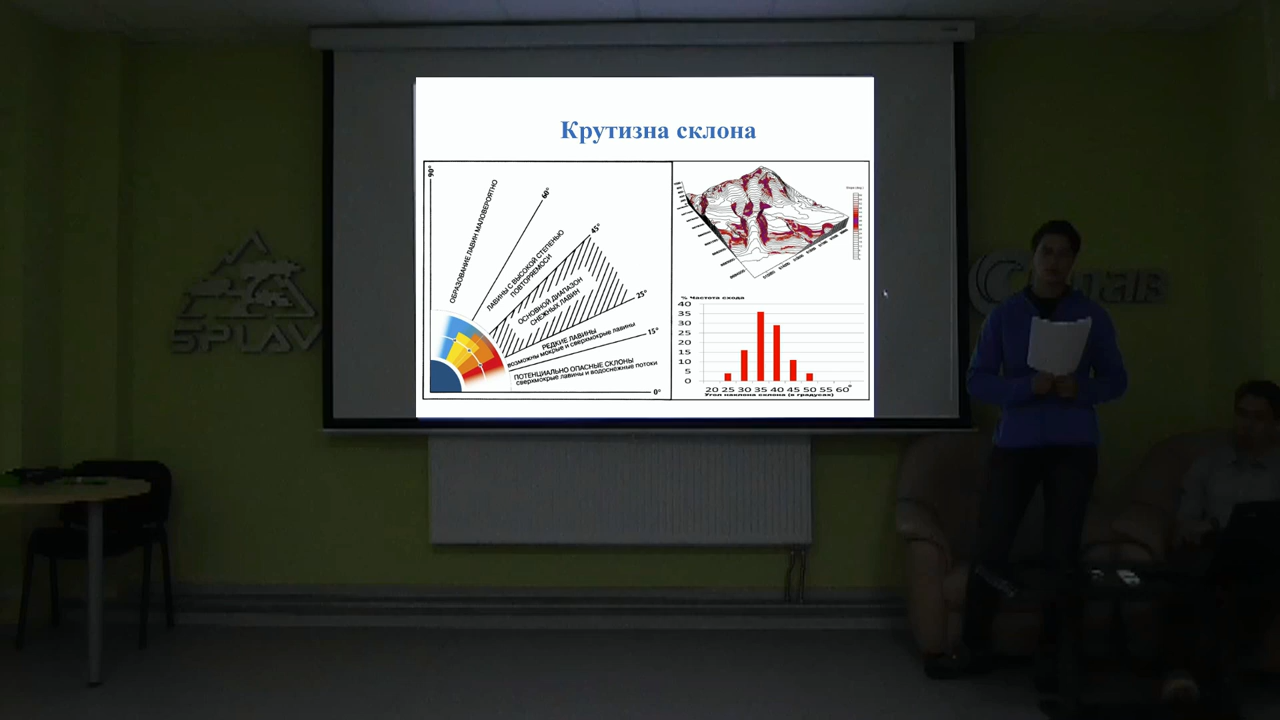 Крутизна склона
90°
ОБРАЗОВАНИЕ ЛАВИН МАЛОВЕРОЯТНО
60°
ЛАВИНЫ С ВЫСОКОЙ СТЕПЕНЬЮ
ПОВТОРЯЕМОСИ
45°
ОСНОВНОЙ ДИАПАЗОН
СНЕЖНЫХ ЛАВИН
25°
РЕДКИЕ ЛАВИНЫ
возможны мокрые и сверхмокрые лавины
15°
ПОТЕНЦИАЛЬНО ОПАСНЫЕ СКЛОНЫ
сверхмокрые лавины и водоснежные потоки
0°
% Частота схода
40
35
30
25
20
15
10
5
0
20 25 30 35 40 45 50 55 60°
Угол наклона склона (в градусах)
SPLAV
Сплав